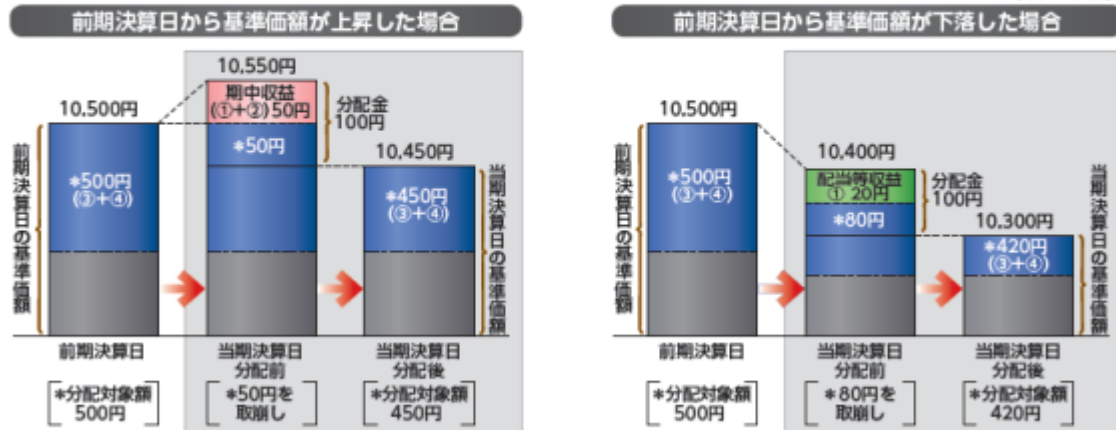 前期決算日から基準価額が上昇した場合
10,550円
10,500円
期中収益
(①+②)50円
分配金
100円
*50円
10,450円
*500円
(③+④)
*450円
(③+④)
前期決算日の基準価額
当期決算日の基準価額
前期決算日
当期決算日
分配前
当期決算日
分配後
*分配対象額
500円
*50円を
取崩し
*分配対象額
450円
前期決算日から基準価額が下落した場合
10,500円
10,400円
*500円
(③+④)
配当等収益
① 20円
分配金
100円
*80円
10,300円
*420円
(③+④)
前期決算日の基準価額
当期決算日の基準価額
前期決算日
当期決算日
分配前
当期決算日
分配後
*分配対象額
500円
*80円を
取崩し
*分配対象額
420円